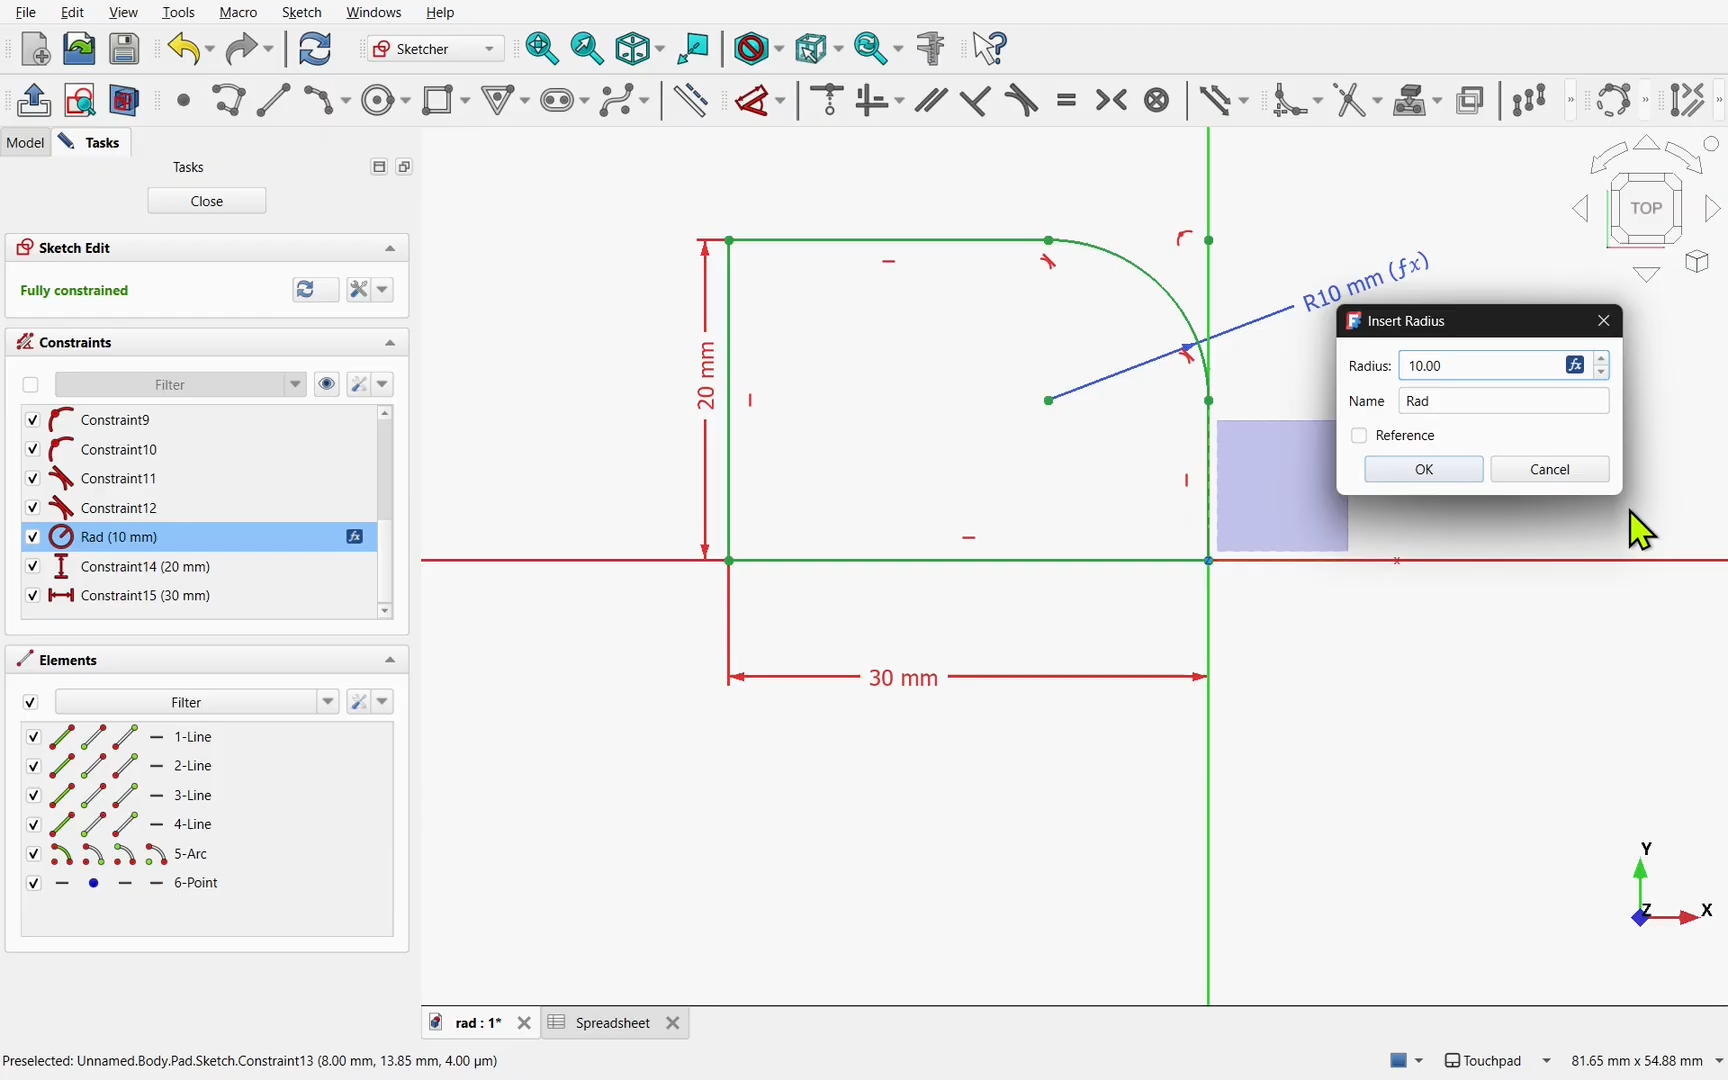 File Edit View Tools Macro Sketch Windows Help
Sketcher
Model Tasks
Tasks
Close
Sketch Edit
Fully constrained
Constraints
Filter
Constraint9
Constraint10
Constraint11
Constraint12
Rad (10 mm) fx
Constraint14 (20 mm)
Constraint15 (30 mm)
Elements
Filter
1-Line
2-Line
3-Line
4-Line
5-Arc
6-Point
TOP
20 mm
R10 mm (ƒx)
30 mm
Insert Radius
Radius: 10.00 fx
Name Rad
Reference
OK Cancel
Y
Z X
rad : 1* Spreadsheet
Preselected: Unnamed.Body.Pad.Sketch.Constraint13 (8.00 mm, 13.85 mm, 4.00 µm) Touchpad 81.65 mm x 54.88 mm